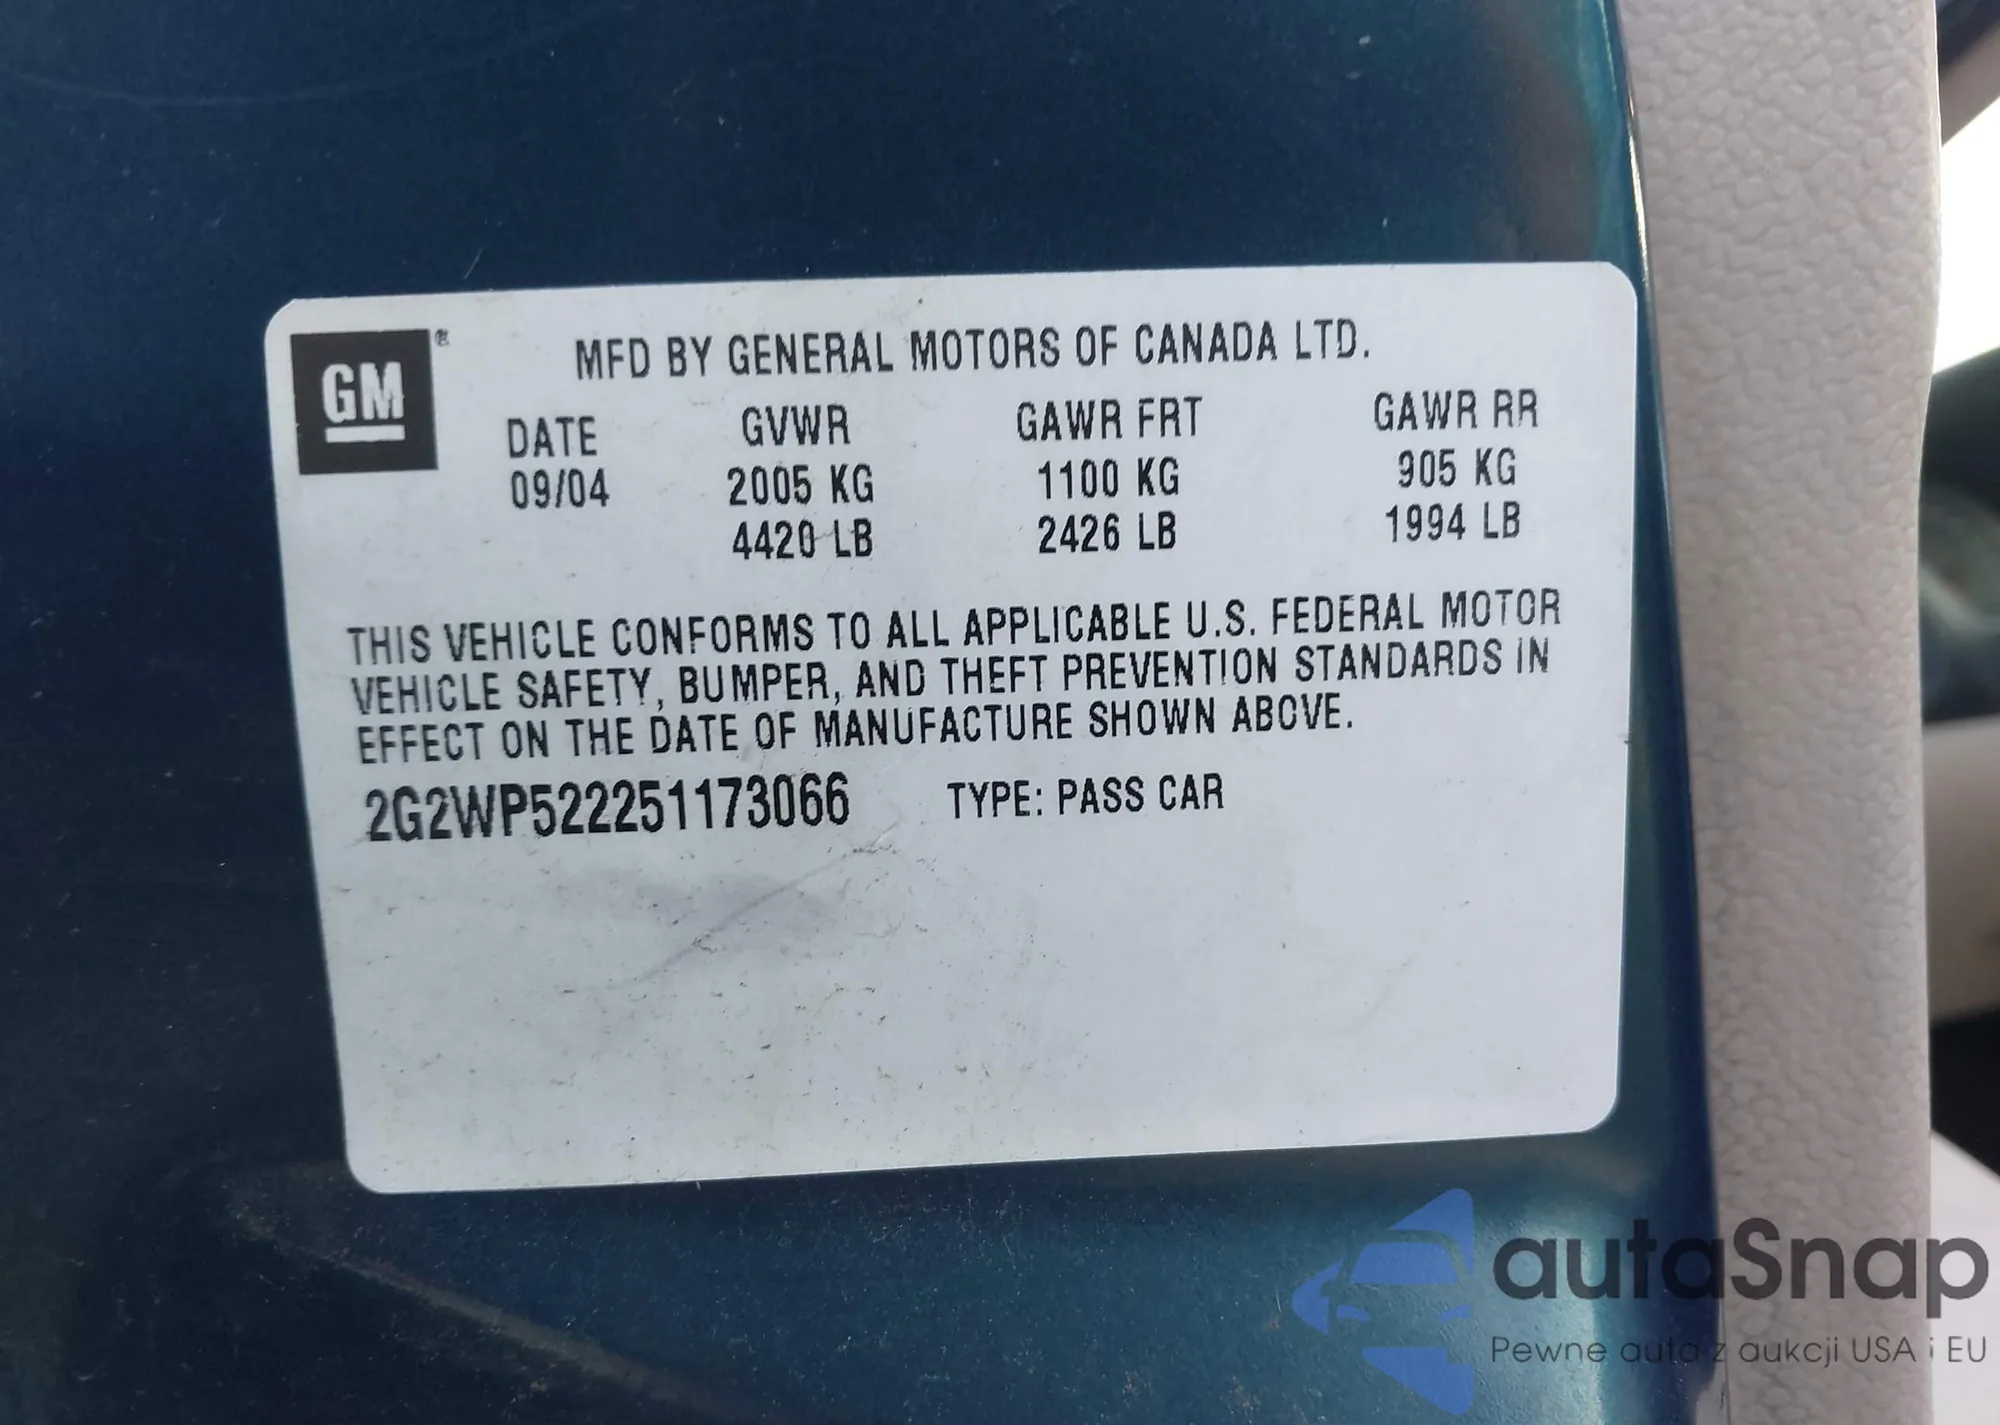 GM®
MFD BY GENERAL MOTORS OF CANADA LTD.
DATE GVWR GAWR FRT GAWR RR
09/04 2005 KG 1100 KG 905 KG
4420 LB 2426 LB 1994 LB
THIS VEHICLE CONFORMS TO ALL APPLICABLE U.S. FEDERAL MOTOR
VEHICLE SAFETY, BUMPER, AND THEFT PREVENTION STANDARDS IN
EFFECT ON THE DATE OF MANUFACTURE SHOWN ABOVE.
2G2WP522251173066 TYPE: PASS CAR
autaSnap
Pewne auta z aukcji USA i EU